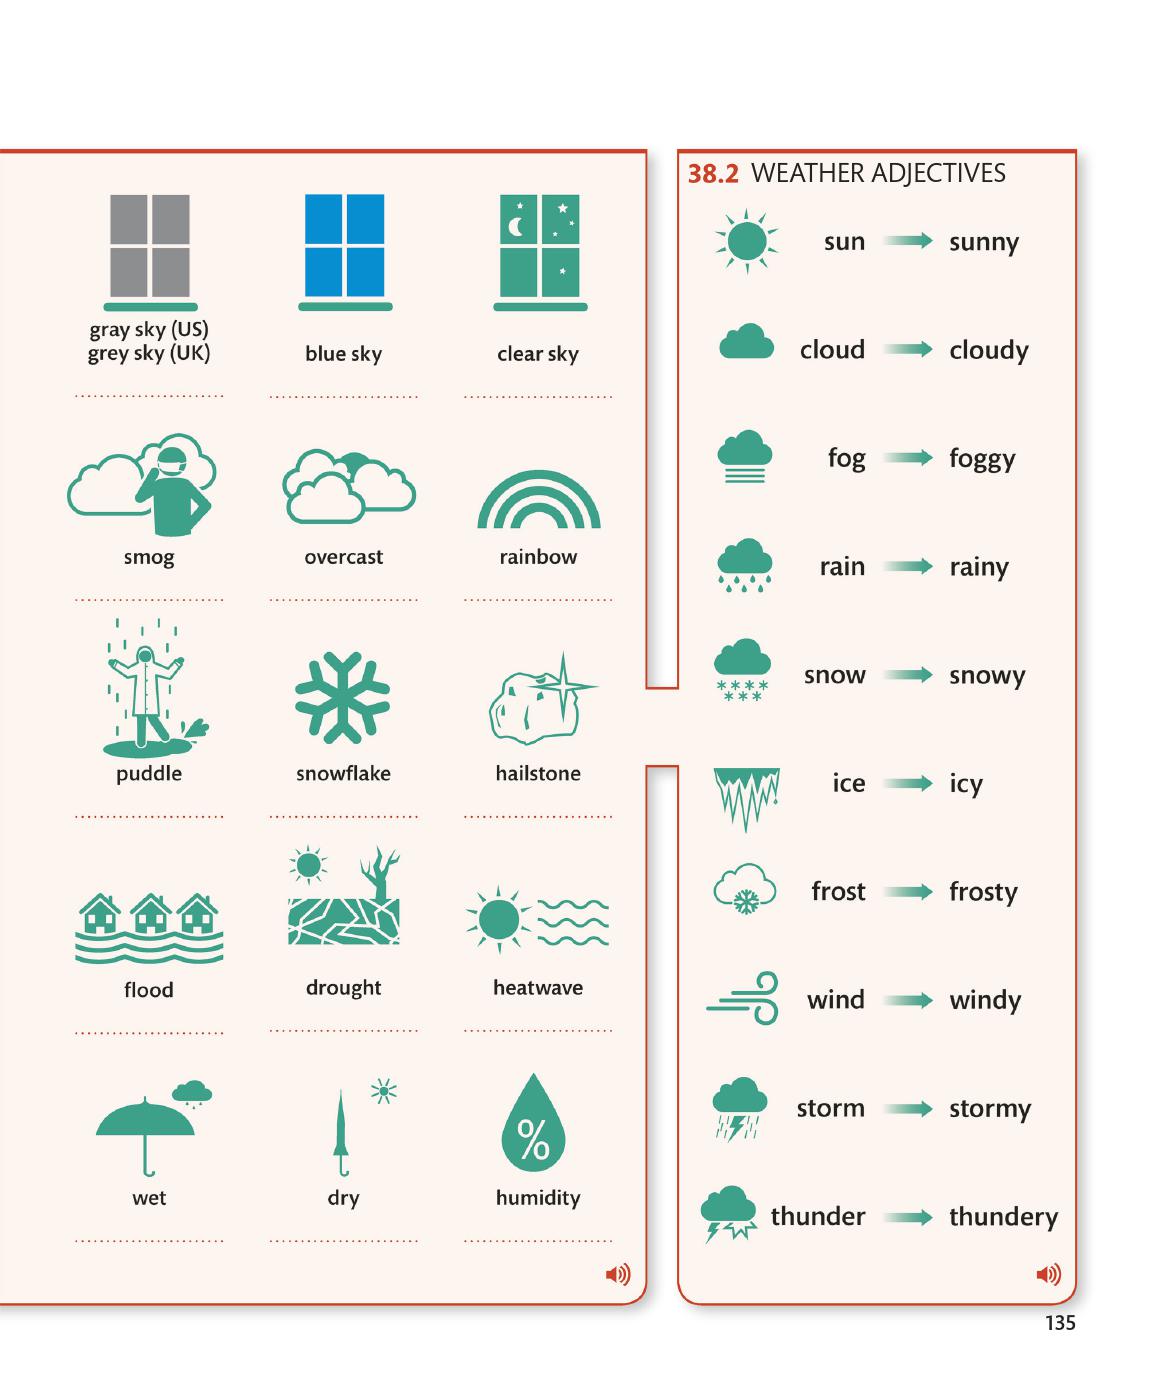 gray sky (US)
grey sky (UK)
blue sky
clear sky
smog
overcast
rainbow
puddle
snowflake
hailstone
flood
drought
heatwave
wet
dry
%
humidity
38.2 WEATHER ADJECTIVES
sun sunny
cloud cloudy
fog foggy
rain rainy
snow snowy
ice icy
frost frosty
wind windy
storm stormy
thunder thundery
135